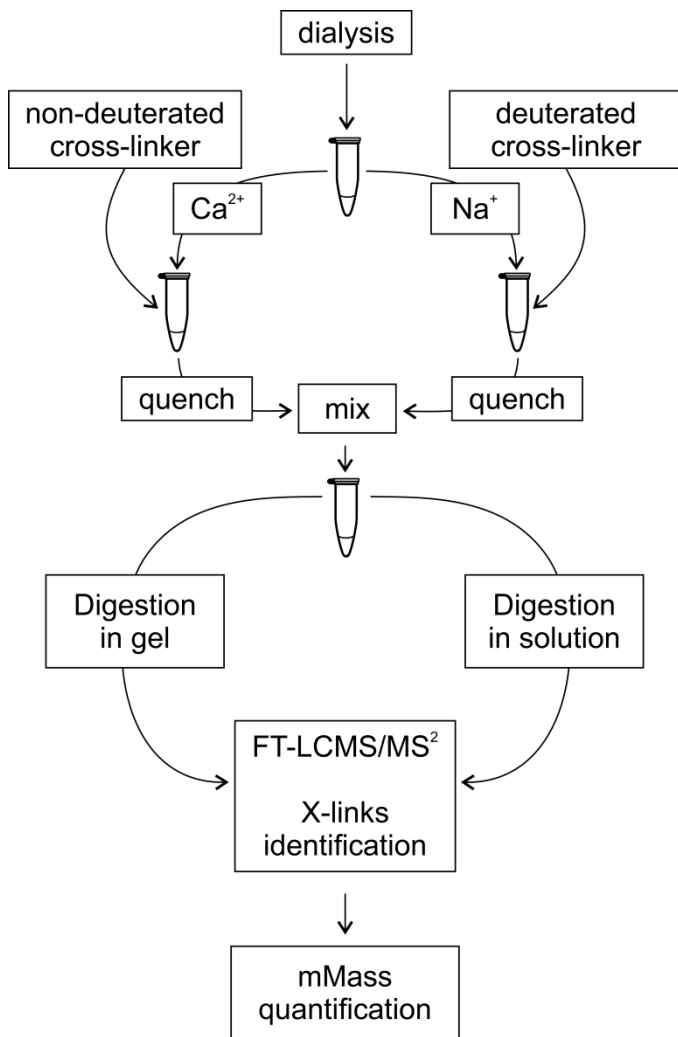 dialysis
non-deuterated
cross-linker
deuterated
cross-linker
Ca²⁺
Na⁺
quench
mix
quench
Digestion
in gel
Digestion
in solution
FT-LCMS/MS²
X-links
identification
mMass
quantification